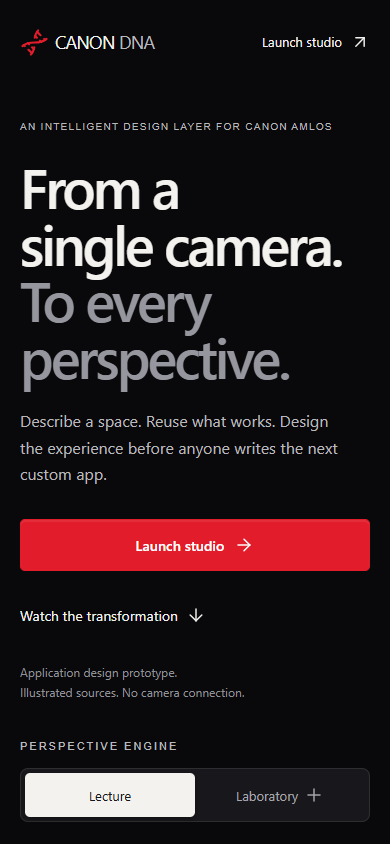 CANON DNA
Launch studio
AN INTELLIGENT DESIGN LAYER FOR CANON AMLOS
From a
single camera.
To every
perspective.
Describe a space. Reuse what works. Design
the experience before anyone writes the next
custom app.
Launch studio
Watch the transformation
Application design prototype.
Illustrated sources. No camera connection.
PERSPECTIVE ENGINE
Lecture
Laboratory